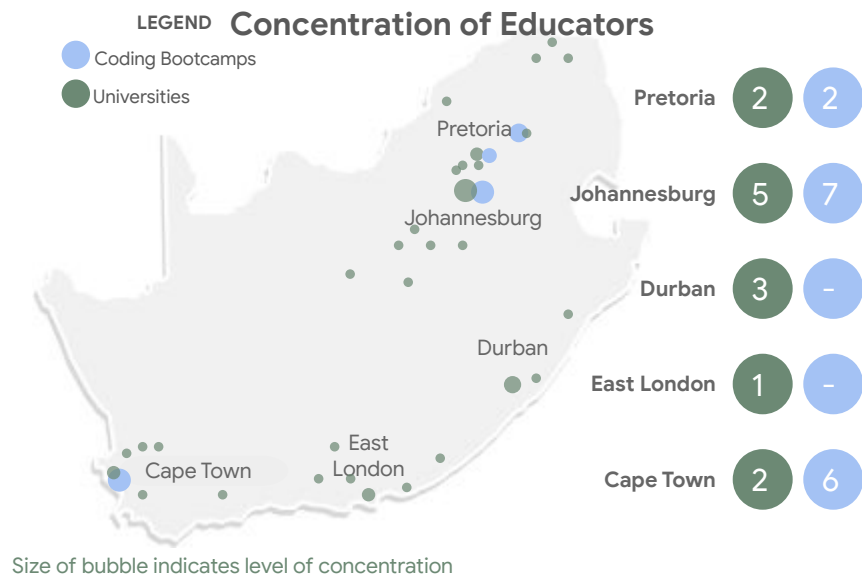 LEGEND
Concentration of Educators
Coding Bootcamps
Universities
Pretoria
Johannesburg
Durban
East
London
Cape Town
Pretoria 2 2
Johannesburg 5 7
Durban 3 -
East London 1 -
Cape Town 2 6
Size of bubble indicates level of concentration